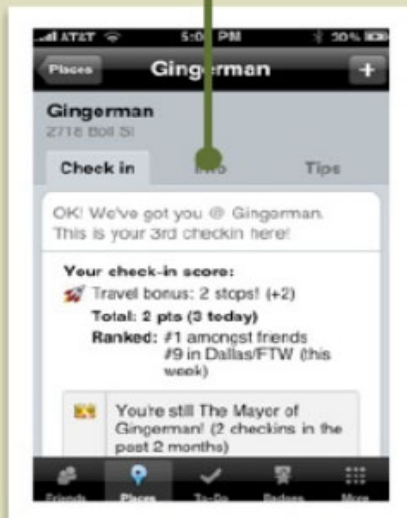 AT&T 5:0 PM 30%
Places Gingerman +
Gingerman
2718 Boll St
Check in Info Tips
OK! We've got you @ Gingerman.
This is your 3rd checkin here!
Your check-in score:
Travel bonus: 2 stops! (+2)
Total: 2 pts (3 today)
Ranked: #1 amongst friends
#9 in Dallas/FTW (this
week)
You're still The Mayor of
Gingerman! (2 checkins in the
past 2 months)
Friends Places To-Do Badges More